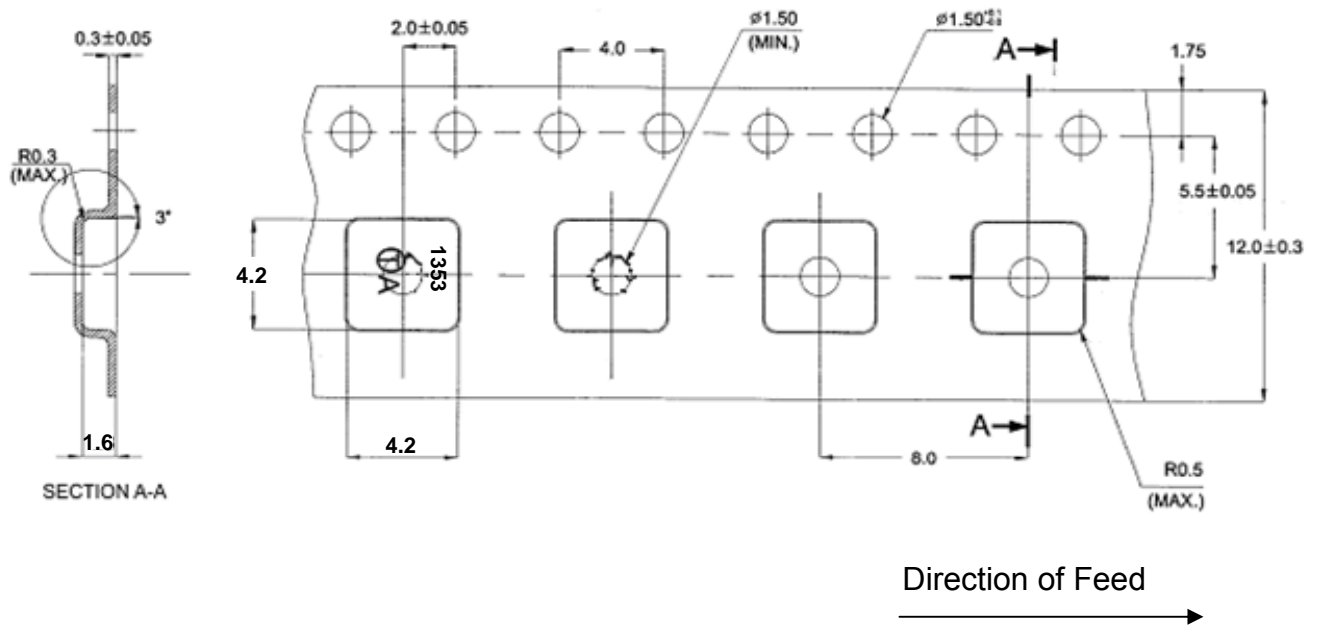 0.3±0.05
2.0±0.05
4.0
ø1.50
(MIN.)
ø1.50
A
1.75
R0.3
(MAX.)
3°
5.5±0.05
12.0±0.3
4.2
1353
T
A
1.6
4.2
A
8.0
R0.5
(MAX.)
SECTION A-A
Direction of Feed